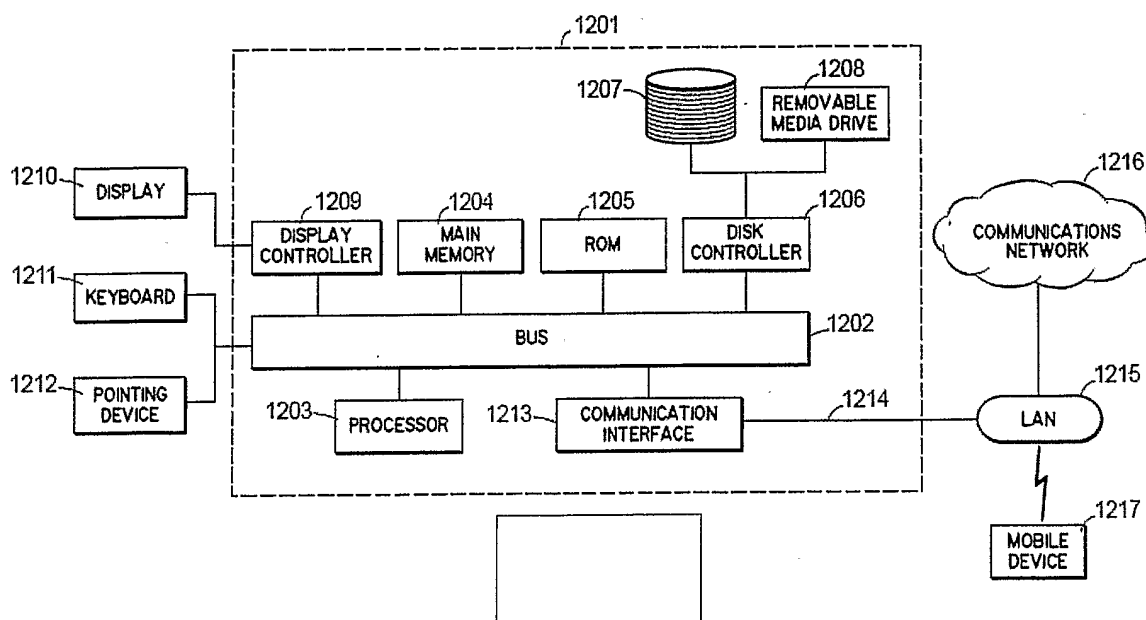 1201
1207
1208
REMOVABLE
MEDIA DRIVE
1210
DISPLAY
1216
COMMUNICATIONS
NETWORK
1209
DISPLAY
CONTROLLER
1204
MAIN
MEMORY
1205
ROM
1206
DISK
CONTROLLER
1211
KEYBOARD
BUS
1202
1212
POINTING
DEVICE
1203
PROCESSOR
1213
COMMUNICATION
INTERFACE
1214
1215
LAN
1217
MOBILE
DEVICE